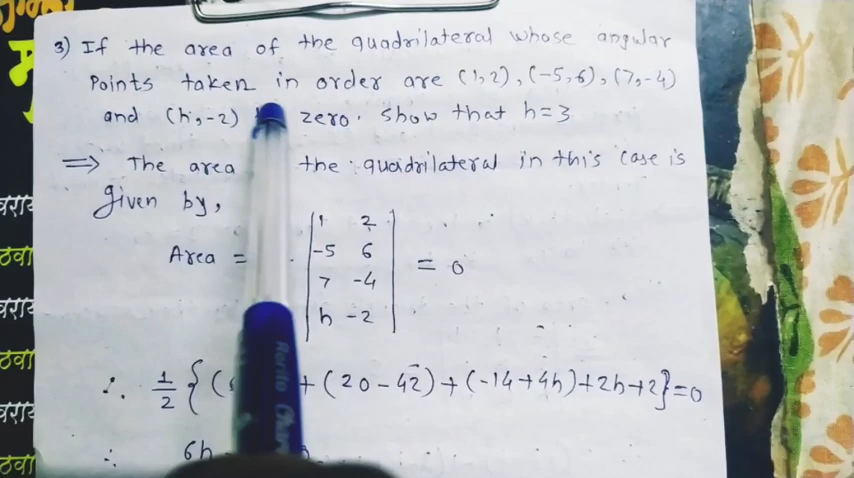 3) If the area of the quadrilateral whose angular
Points taken in order are (1,2), (-5,6), (7,-4)
and (h,-2) zero. show that h=3
⇒ The area the quadrilateral in this case is
given by,
Area =
| 1 2 |
| -5 6 |
| 7 -4 |
| h -2 |
= 0
∴ 1/2 { ( + (20-42) + (-14+4h) + 2h+2 } = 0
∴ 6h
Rorito